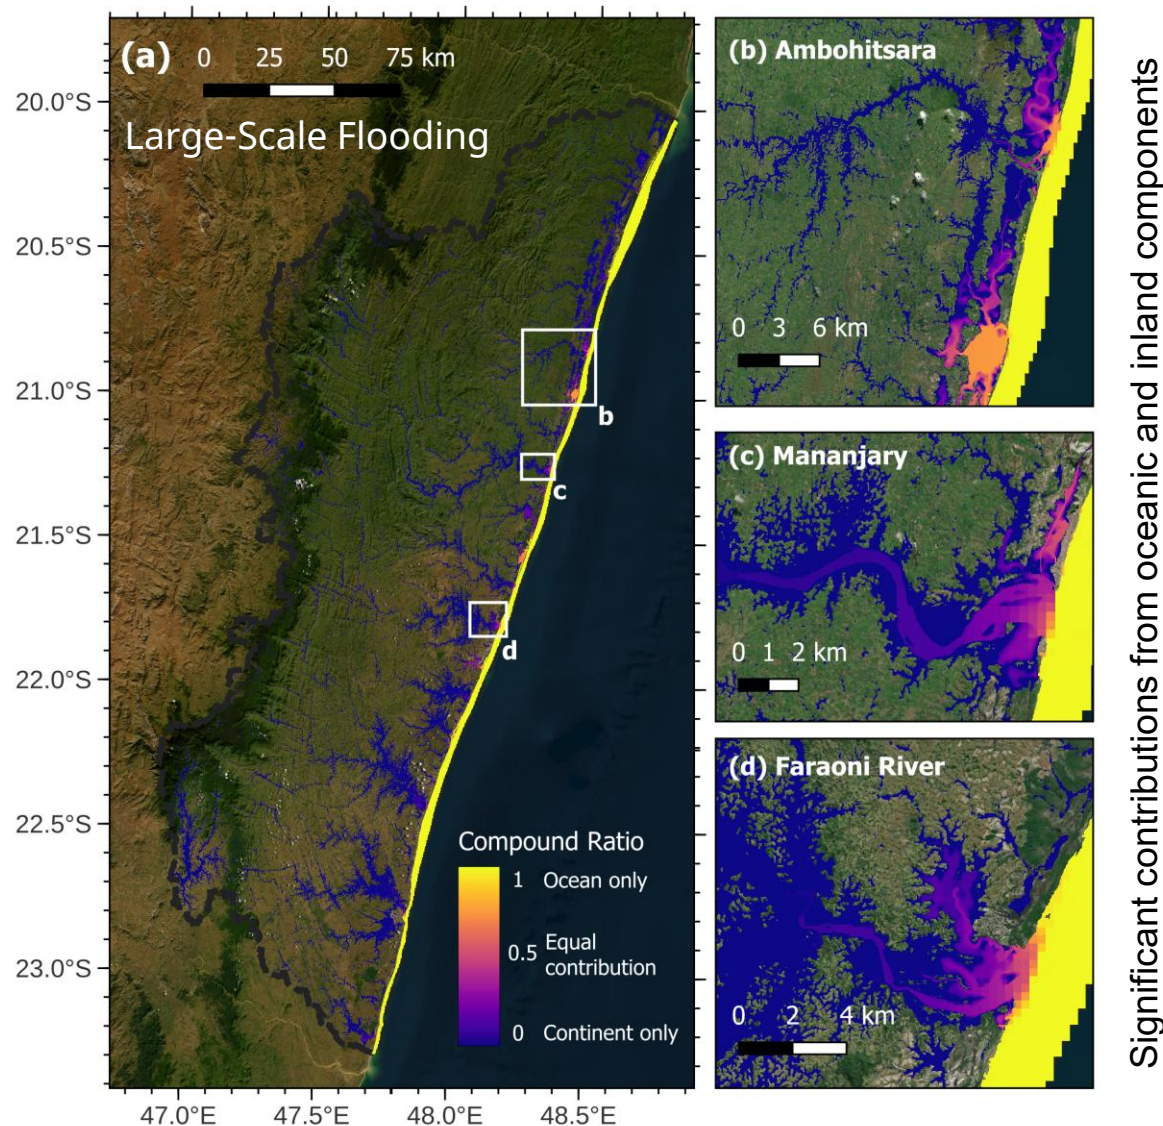 (a) 0 25 50 75 km
Large-Scale Flooding
20.0°S
20.5°S
21.0°S
21.5°S
22.0°S
22.5°S
23.0°S
b
c
d
Compound Ratio
1 Ocean only
0.5 Equal
contribution
0 Continent only
47.0°E 47.5°E 48.0°E 48.5°E
(b) Ambohitsara
0 3 6 km
(c) Mananjary
0 1 2 km
(d) Faraoni River
0 2 4 km
Significant contributions from oceanic and inland components